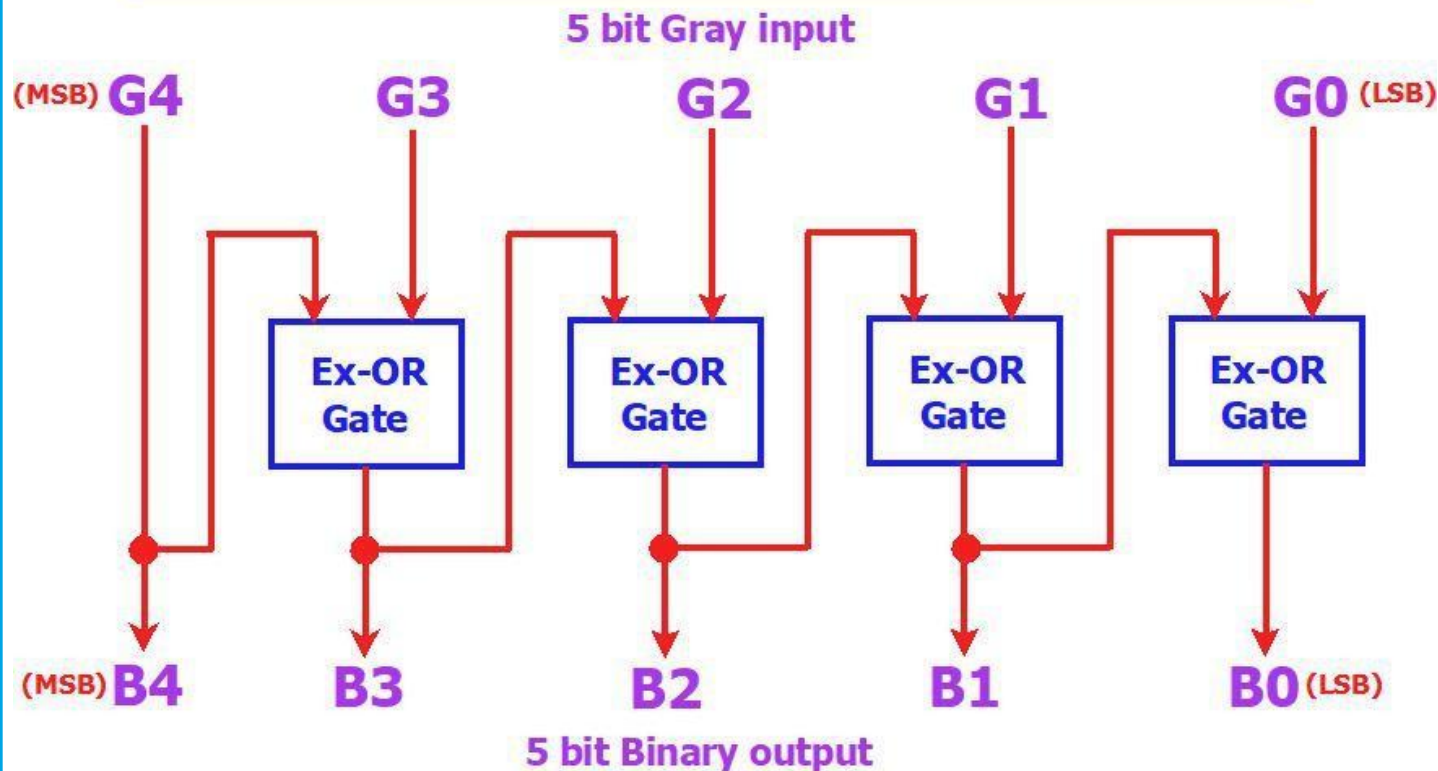 5 bit Gray input
(MSB) G4 G3 G2 G1 G0 (LSB)
Ex-OR Gate
Ex-OR Gate
Ex-OR Gate
Ex-OR Gate
(MSB) B4 B3 B2 B1 B0 (LSB)
5 bit Binary output